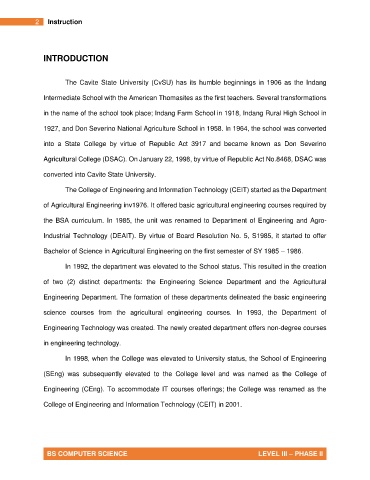 2 Instruction
INTRODUCTION
The Cavite State University (CvSU) has its humble beginnings in 1906 as the Indang
Intermediate School with the American Thomasites as the first teachers. Several transformations
in the name of the school took place; Indang Farm School in 1918, Indang Rural High School in
1927, and Don Severino National Agriculture School in 1958. In 1964, the school was converted
into a State College by virtue of Republic Act 3917 and became known as Don Severino
Agricultural College (DSAC). On January 22, 1998, by virtue of Republic Act No.8468, DSAC was
converted into Cavite State University.
The College of Engineering and Information Technology (CEIT) started as the Department
of Agricultural Engineering inv1976. It offered basic agricultural engineering courses required by
the BSA curriculum. In 1985, the unit was renamed to Department of Engineering and Agro-
Industrial Technology (DEAIT). By virtue of Board Resolution No. 5, S1985, it started to offer
Bachelor of Science in Agricultural Engineering on the first semester of SY 1985 – 1986.
In 1992, the department was elevated to the School status. This resulted in the creation
of two (2) distinct departments: the Engineering Science Department and the Agricultural
Engineering Department. The formation of these departments delineated the basic engineering
science courses from the agricultural engineering courses. In 1993, the Department of
Engineering Technology was created. The newly created department offers non-degree courses
in engineering technology.
In 1998, when the College was elevated to University status, the School of Engineering
(SEng) was subsequently elevated to the College level and was named as the College of
Engineering (CEng). To accommodate IT courses offerings; the College was renamed as the
College of Engineering and Information Technology (CEIT) in 2001.
BS COMPUTER SCIENCE LEVEL III – PHASE II